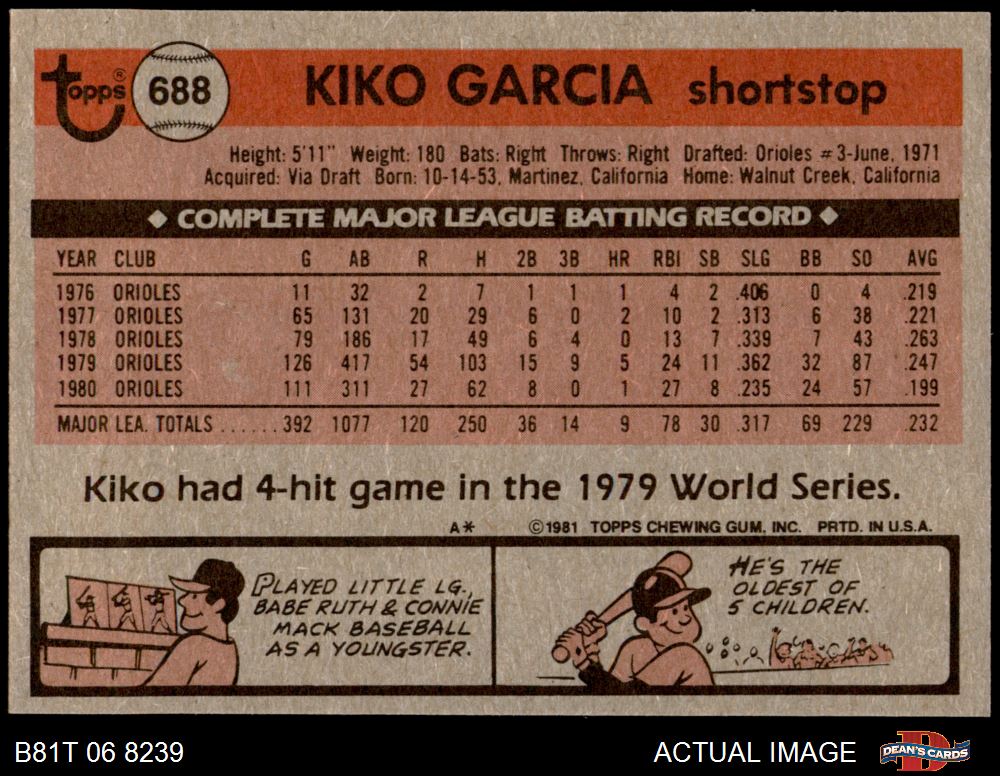 Topps® 688 KIKO GARCIA shortstop
Height: 5'11" Weight: 180 Bats: Right Throws: Right Drafted: Orioles #3-June, 1971
Acquired: Via Draft Born: 10-14-53, Martinez, California Home: Walnut Creek, California
◆ COMPLETE MAJOR LEAGUE BATTING RECORD ◆
YEAR CLUB G AB R H 2B 3B HR RBI SB SLG BB SO AVG
1976 ORIOLES 11 32 2 7 1 1 1 4 2 .406 0 4 .219
1977 ORIOLES 65 131 20 29 6 0 2 10 2 .313 6 38 .221
1978 ORIOLES 79 186 17 49 6 4 0 13 7 .339 7 43 .263
1979 ORIOLES 126 417 54 103 15 9 5 24 11 .362 32 87 .247
1980 ORIOLES 111 311 27 62 8 0 1 27 8 .235 24 57 .199
MAJOR LEA. TOTALS ...... 392 1077 120 250 36 14 9 78 30 .317 69 229 .232
Kiko had 4-hit game in the 1979 World Series.
A* ©1981 TOPPS CHEWING GUM, INC. PRTD. IN U.S.A.
PLAYED LITTLE LG.,
BABE RUTH & CONNIE
MACK BASEBALL
AS A YOUNGSTER.
HE'S THE
OLDEST OF
5 CHILDREN.
B81T 06 8239 ACTUAL IMAGE DEAN'S CARDS